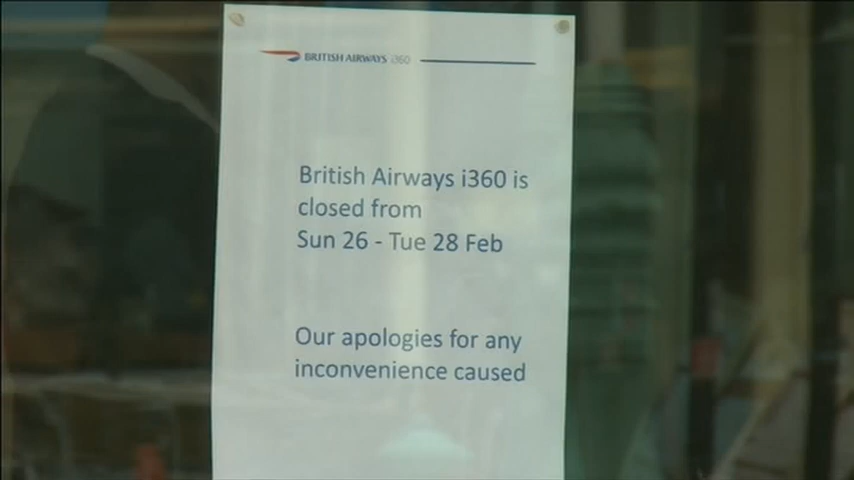 BRITISH AIRWAYS i360
British Airways i360 is
closed from
Sun 26 - Tue 28 Feb
Our apologies for any
inconvenience caused